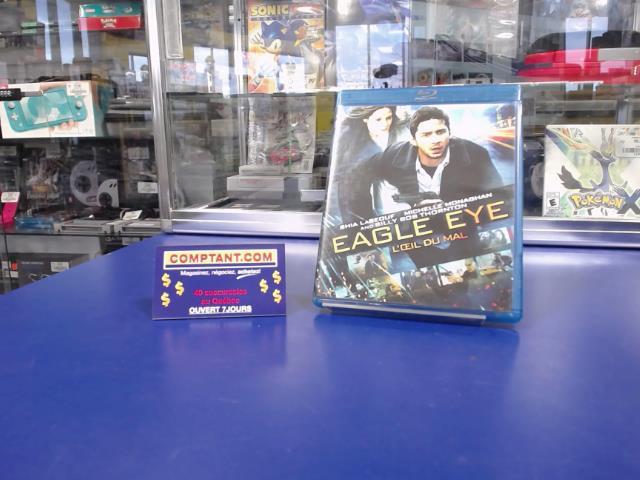 SONIC
Pokémon X
SHIA LABEOUF MICHELLE MONAGHAN
AND BILLY BOB THORNTON
EAGLE EYE
L'ŒIL DU MAL
COMPTANT.COM
Magasinez, négociez, achetez!
40 succursales
au Québec
OUVERT 7JOURS